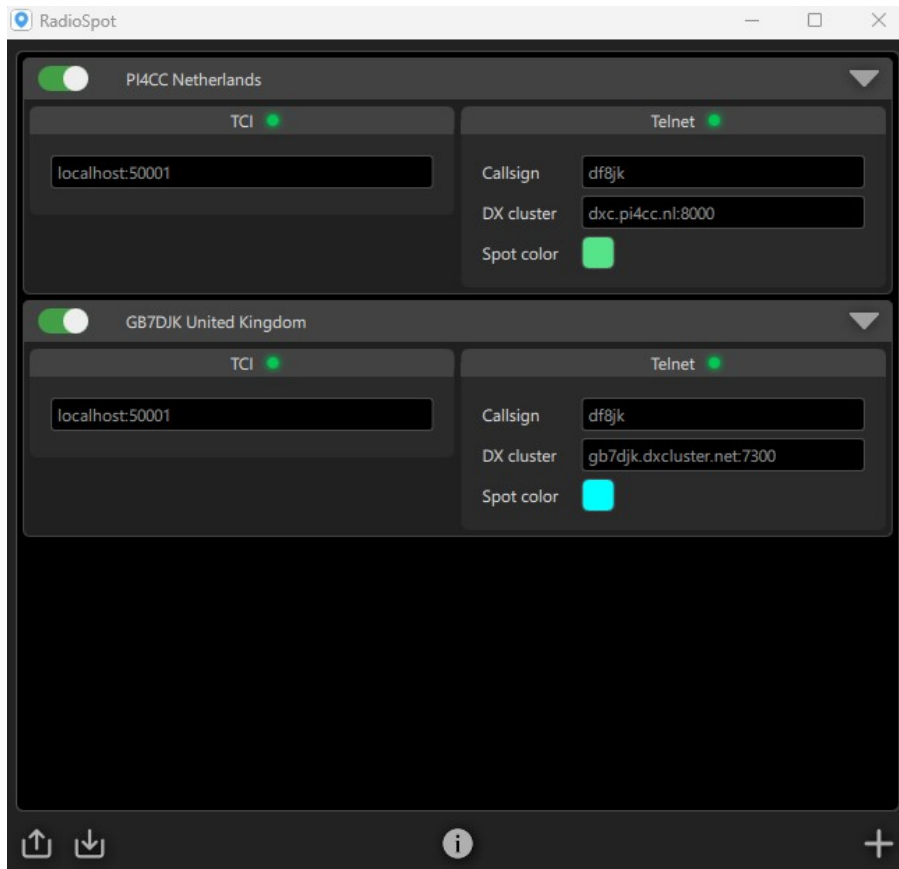 RadioSpot
PI4CC Netherlands
TCI
localhost:50001
Telnet
Callsign df8jk
DX cluster dxc.pi4cc.nl:8000
Spot color
GB7DJK United Kingdom
TCI
localhost:50001
Telnet
Callsign df8jk
DX cluster gb7djk.dxcluster.net:7300
Spot color